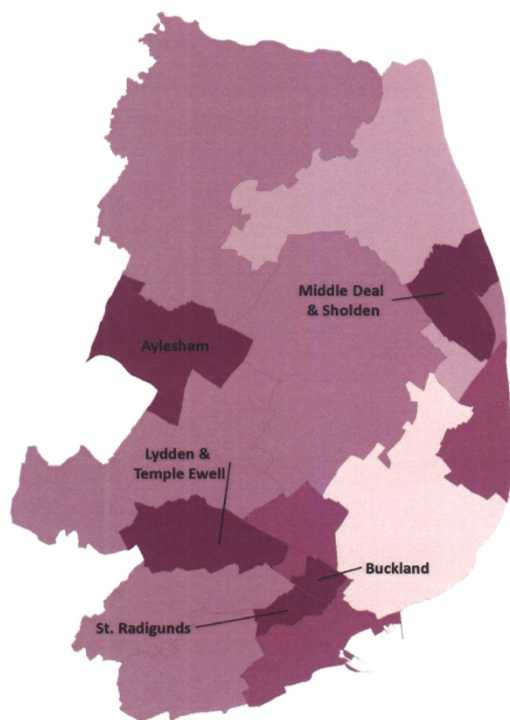 Middle Deal
& Sholden
Aylesham
Lydden &
Temple Ewell
Buckland
St. Radigunds